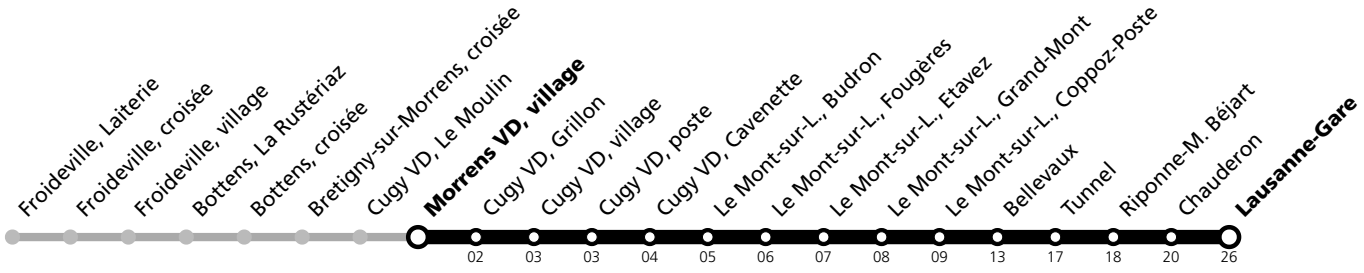 Froideville, Laiterie
Froideville, croisée
Froideville, village
Bottens, La Rustériaz
Bottens, croisée
Bretigny-sur-Morrens, croisée
Cugy VD, Le Moulin
Morrens VD, village
Cugy VD, Grillon
Cugy VD, village
Cugy VD, poste
Cugy VD, Cavenette
Le Mont-sur-L., Budron
Le Mont-sur-L., Fougères
Le Mont-sur-L., Etavez
Le Mont-sur-L., Grand-Mont
Le Mont-sur-L., Coppoz-Poste
Bellevaux
Tunnel
Riponne-M. Béjart
Chauderon
Lausanne-Gare
02 03 03 04 05 06 07 08 09 13 17 18 20 26